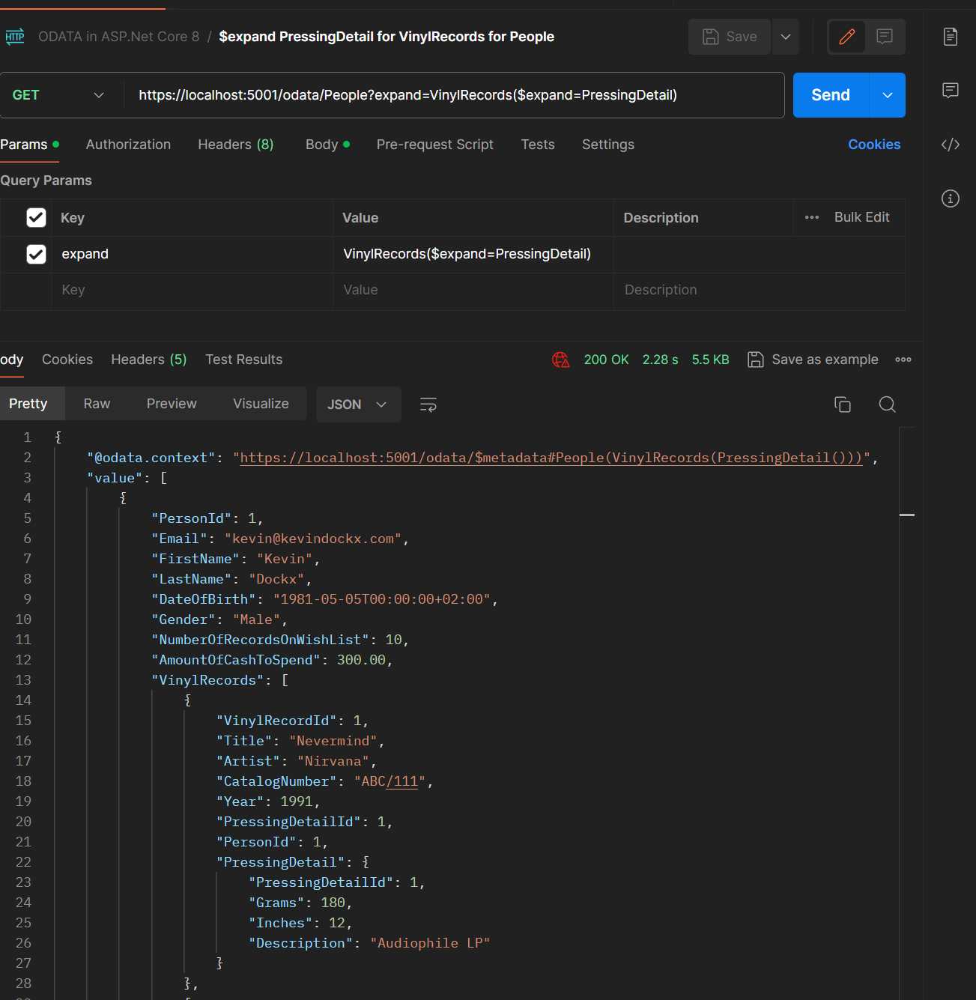 HTTP ODATA in ASP.Net Core 8 / $expand PressingDetail for VinylRecords for People Save
GET https://localhost:5001/odata/People?expand=VinylRecords($expand=PressingDetail) Send
Params Authorization Headers (8) Body Pre-request Script Tests Settings Cookies
Query Params
Key Value Description Bulk Edit
expand VinylRecords($expand=PressingDetail)
Key Value Description
ody Cookies Headers (5) Test Results 200 OK 2.28 s 5.5 KB Save as example
Pretty Raw Preview Visualize JSON
1 {
2 "@odata.context": "https://localhost:5001/odata/$metadata#People(VinylRecords(PressingDetail()))",
3 "value": [
4 {
5 "PersonId": 1,
6 "Email": "kevin@kevindockx.com",
7 "FirstName": "Kevin",
8 "LastName": "Dockx",
9 "DateOfBirth": "1981-05-05T00:00:00+02:00",
10 "Gender": "Male",
11 "NumberOfRecordsOnWishList": 10,
12 "AmountOfCashToSpend": 300.00,
13 "VinylRecords": [
14 {
15 "VinylRecordId": 1,
16 "Title": "Nevermind",
17 "Artist": "Nirvana",
18 "CatalogNumber": "ABC/111",
19 "Year": 1991,
20 "PressingDetailId": 1,
21 "PersonId": 1,
22 "PressingDetail": {
23 "PressingDetailId": 1,
24 "Grams": 180,
25 "Inches": 12,
26 "Description": "Audiophile LP"
27 }
28 },